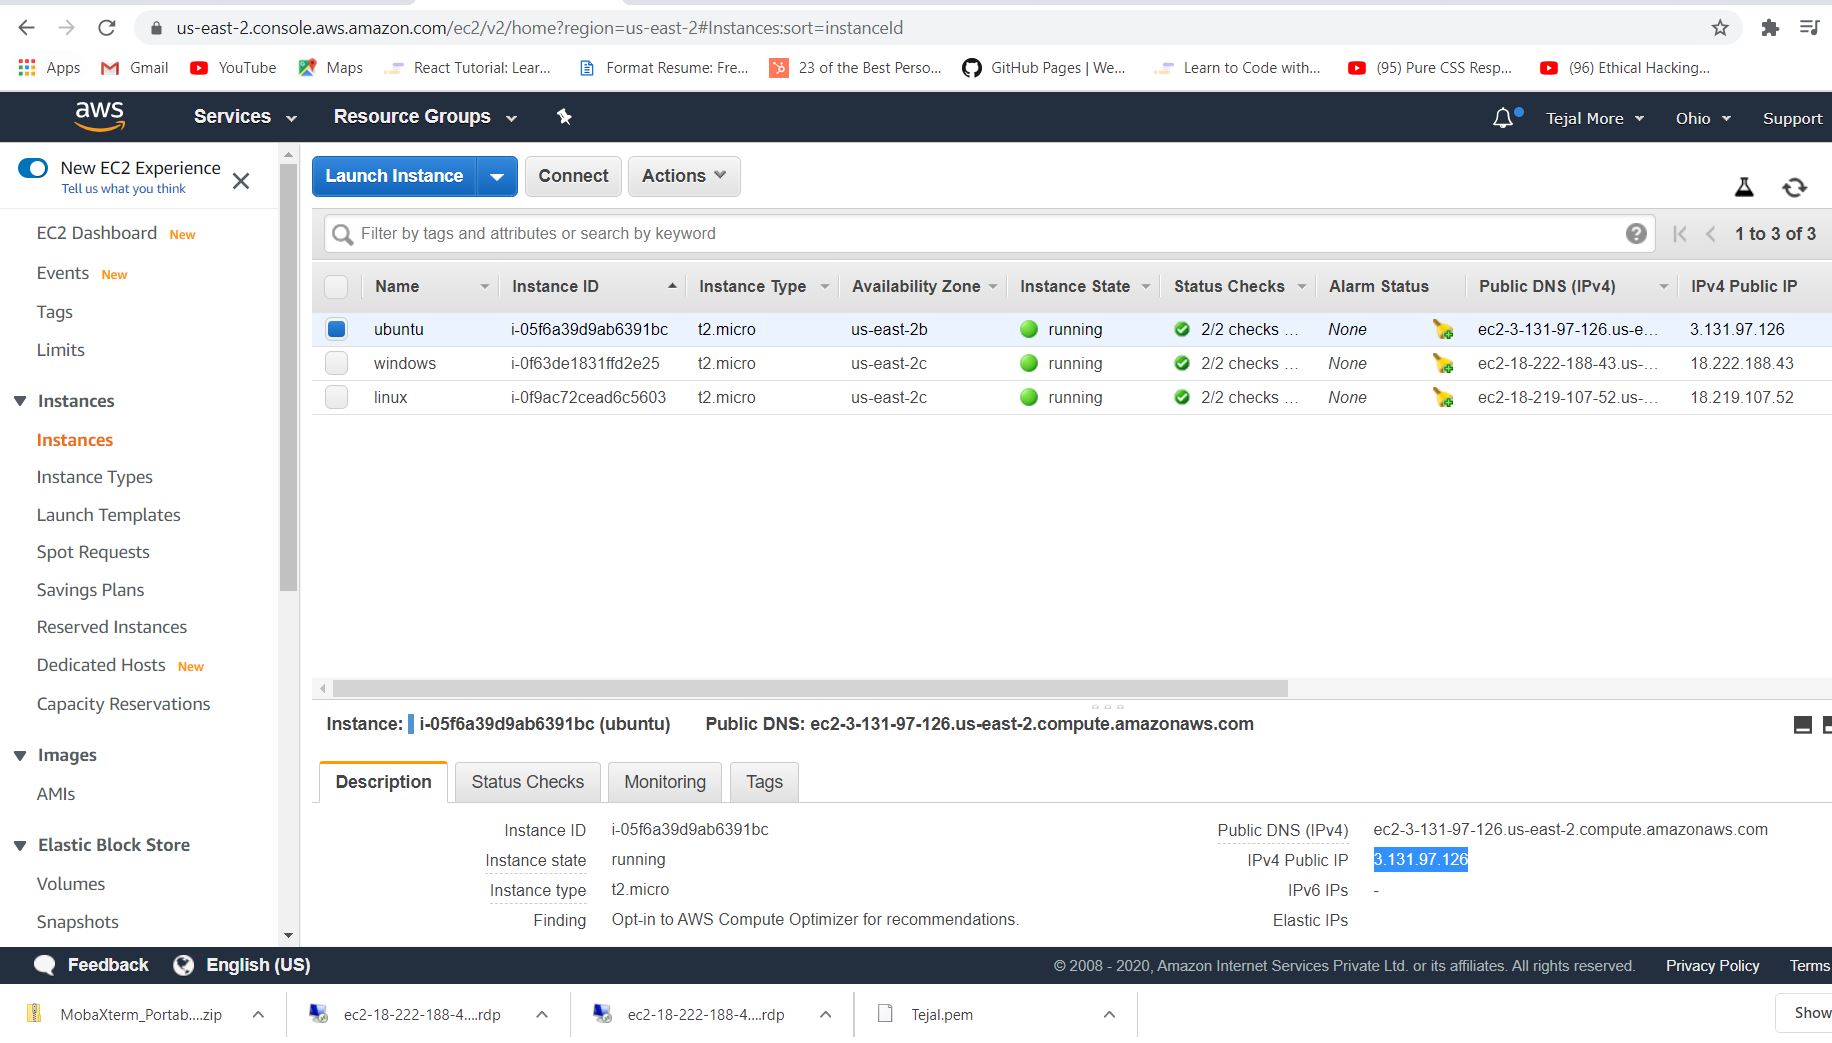 us-east-2.console.aws.amazon.com/ec2/v2/home?region=us-east-2#Instances:sort=instanceId
Apps Gmail YouTube Maps React Tutorial: Lear... Format Resume: Fre... 23 of the Best Perso... GitHub Pages | We... Learn to Code with... (95) Pure CSS Resp... (96) Ethical Hacking...
aws Services Resource Groups Tejal More Ohio Support
New EC2 Experience
Tell us what you think
EC2 Dashboard New
Events New
Tags
Limits
Instances
Instances
Instance Types
Launch Templates
Spot Requests
Savings Plans
Reserved Instances
Dedicated Hosts New
Capacity Reservations
Images
AMIs
Elastic Block Store
Volumes
Snapshots
Launch Instance Connect Actions
Filter by tags and attributes or search by keyword 1 to 3 of 3
Name Instance ID Instance Type Availability Zone Instance State Status Checks Alarm Status Public DNS (IPv4) IPv4 Public IP
ubuntu i-05f6a39d9ab6391bc t2.micro us-east-2b running 2/2 checks ... None ec2-3-131-97-126.us-e... 3.131.97.126
windows i-0f63de1831ffd2e25 t2.micro us-east-2c running 2/2 checks ... None ec2-18-222-188-43.us-... 18.222.188.43
linux i-0f9ac72cead6c5603 t2.micro us-east-2c running 2/2 checks ... None ec2-18-219-107-52.us-... 18.219.107.52
Instance: i-05f6a39d9ab6391bc (ubuntu) Public DNS: ec2-3-131-97-126.us-east-2.compute.amazonaws.com
Description Status Checks Monitoring Tags
Instance ID i-05f6a39d9ab6391bc Public DNS (IPv4) ec2-3-131-97-126.us-east-2.compute.amazonaws.com
Instance state running IPv4 Public IP 3.131.97.126
Instance type t2.micro IPv6 IPs -
Finding Opt-in to AWS Compute Optimizer for recommendations. Elastic IPs
Feedback English (US) © 2008 - 2020, Amazon Internet Services Private Ltd. or its affiliates. All rights reserved. Privacy Policy Terms
MobaXterm_Portab....zip ec2-18-222-188-4....rdp ec2-18-222-188-4....rdp Tejal.pem Show